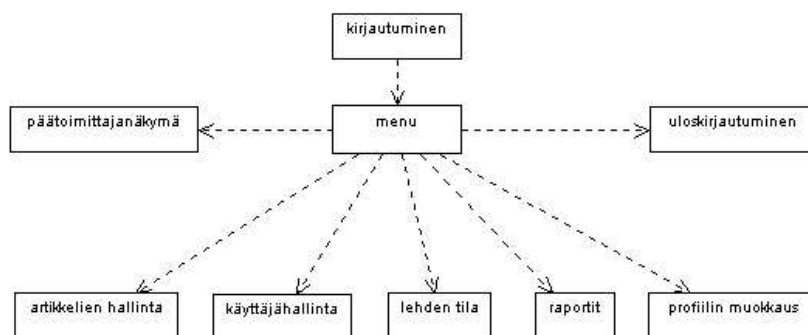 kirjautuminen
päätoimittajanäkymä
menu
uloskirjautuminen
artikkelien hallinta
käyttäjähallinta
lehden tila
raportit
profiilin muokkaus